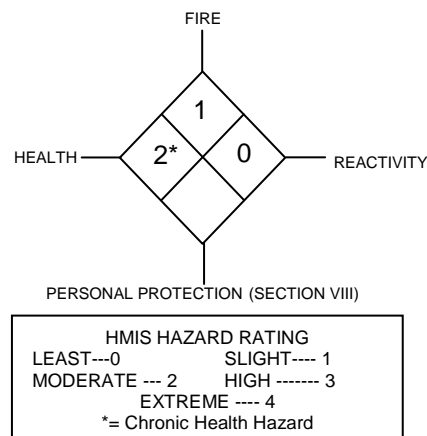 FIRE
1
HEALTH 2* 0 REACTIVITY
PERSONAL PROTECTION (SECTION VIII)
HMIS HAZARD RATING
LEAST---0 SLIGHT---- 1
MODERATE --- 2 HIGH ------- 3
EXTREME ---- 4
*= Chronic Health Hazard